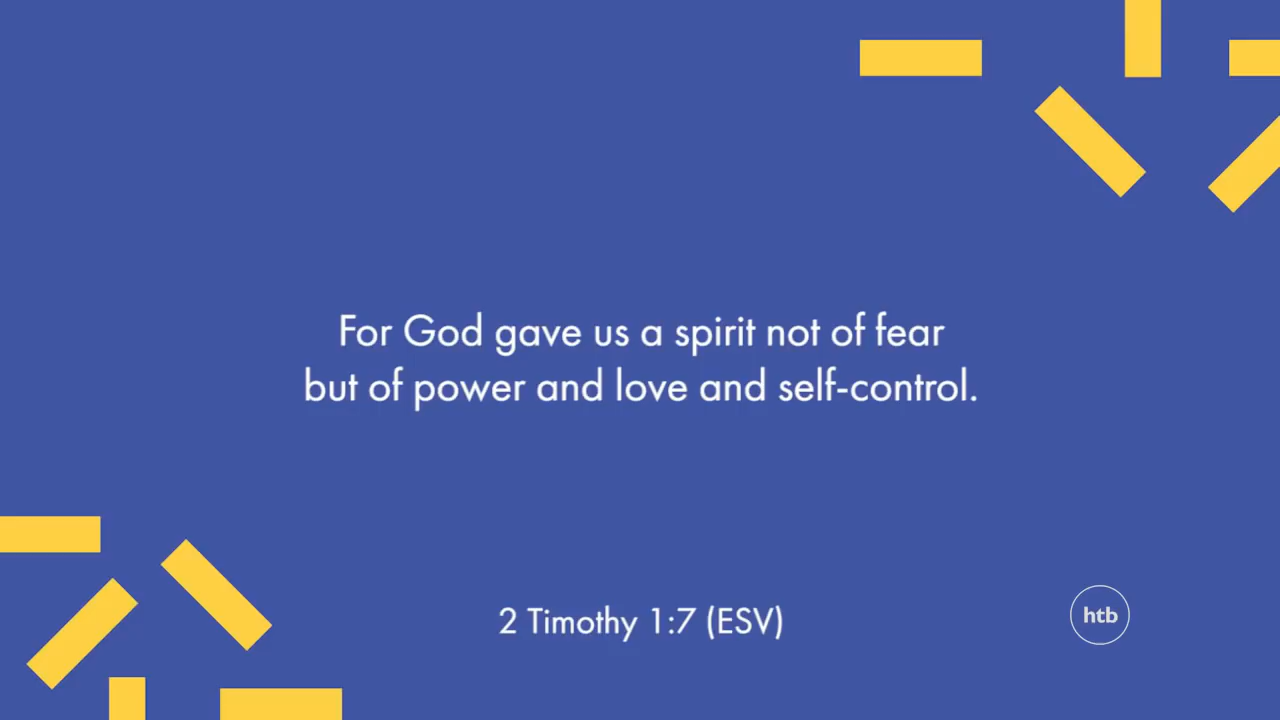 For God gave us a spirit not of fear
but of power and love and self-control.
2 Timothy 1:7 (ESV)
htb